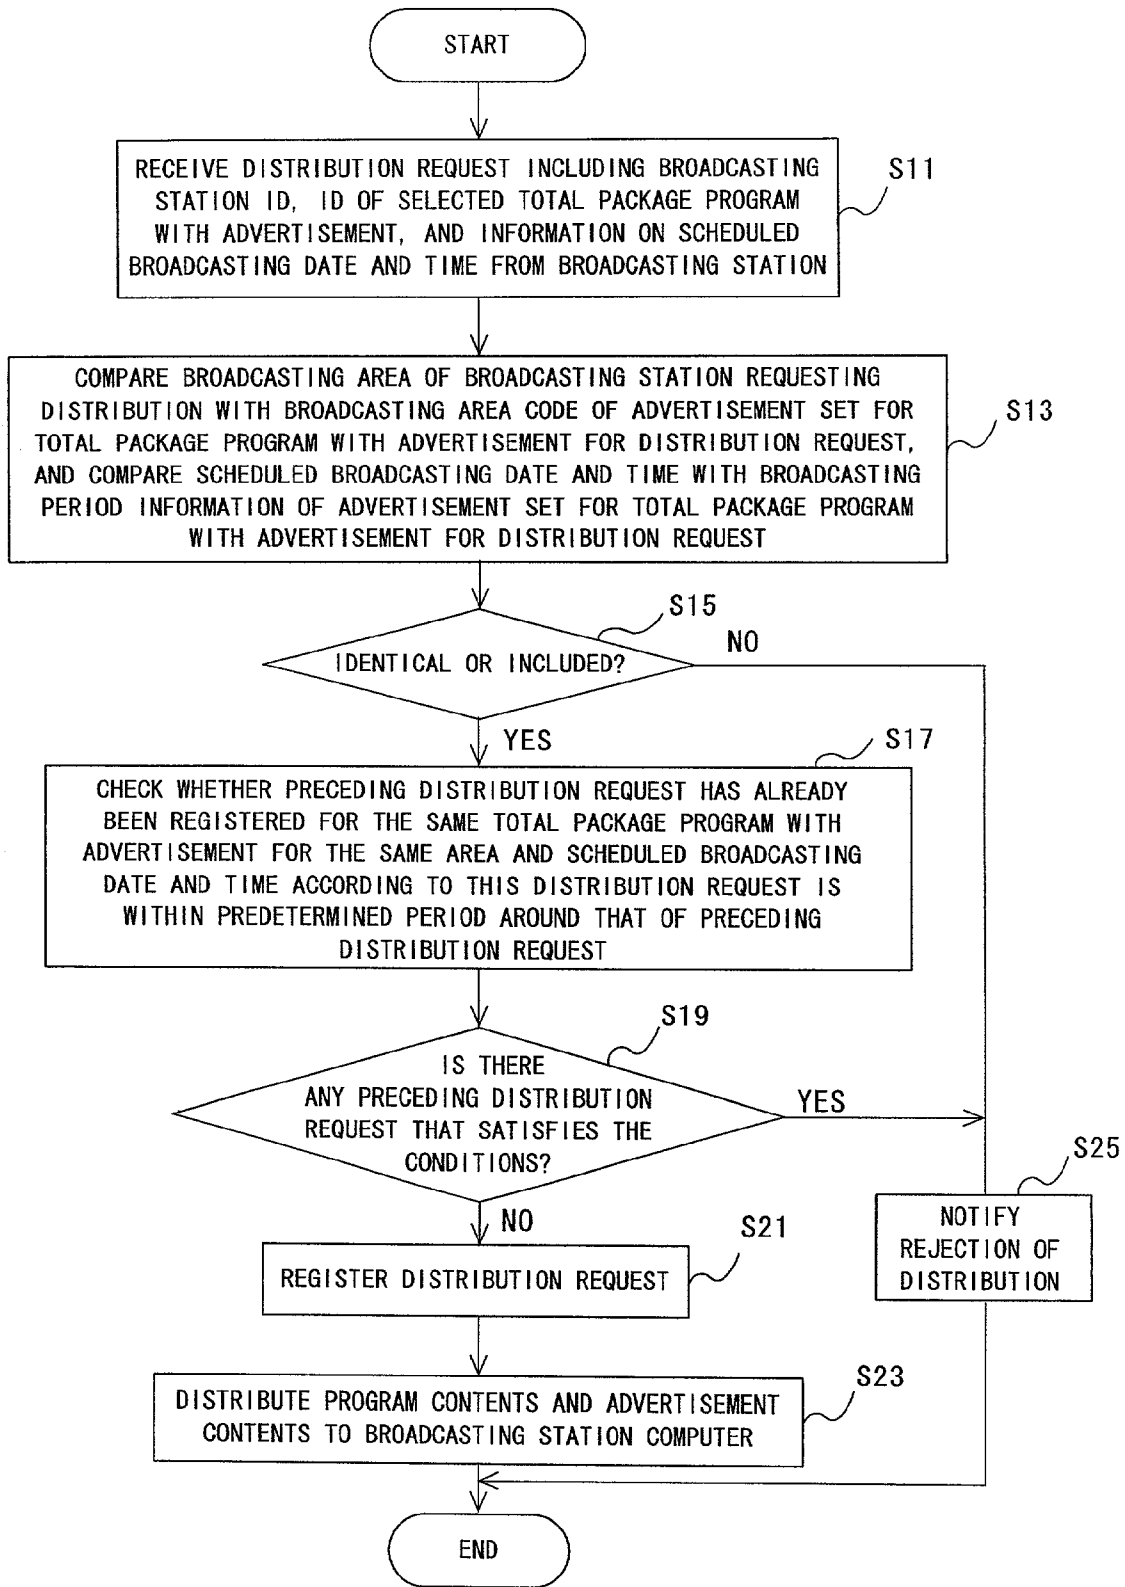 START
RECEIVE DISTRIBUTION REQUEST INCLUDING BROADCASTING
STATION ID, ID OF SELECTED TOTAL PACKAGE PROGRAM
WITH ADVERTISEMENT, AND INFORMATION ON SCHEDULED
BROADCASTING DATE AND TIME FROM BROADCASTING STATION
S11
COMPARE BROADCASTING AREA OF BROADCASTING STATION REQUESTING
DISTRIBUTION WITH BROADCASTING AREA CODE OF ADVERTISEMENT SET FOR
TOTAL PACKAGE PROGRAM WITH ADVERTISEMENT FOR DISTRIBUTION REQUEST,
AND COMPARE SCHEDULED BROADCASTING DATE AND TIME WITH BROADCASTING
PERIOD INFORMATION OF ADVERTISEMENT SET FOR TOTAL PACKAGE PROGRAM
WITH ADVERTISEMENT FOR DISTRIBUTION REQUEST
S13
S15
IDENTICAL OR INCLUDED?
NO
YES
S17
CHECK WHETHER PRECEDING DISTRIBUTION REQUEST HAS ALREADY
BEEN REGISTERED FOR THE SAME TOTAL PACKAGE PROGRAM WITH
ADVERTISEMENT FOR THE SAME AREA AND SCHEDULED BROADCASTING
DATE AND TIME ACCORDING TO THIS DISTRIBUTION REQUEST IS
WITHIN PREDETERMINED PERIOD AROUND THAT OF PRECEDING
DISTRIBUTION REQUEST
S19
IS THERE
ANY PRECEDING DISTRIBUTION
REQUEST THAT SATISFIES THE
CONDITIONS?
YES
NO
S25
NOTIFY
REJECTION OF
DISTRIBUTION
S21
REGISTER DISTRIBUTION REQUEST
S23
DISTRIBUTE PROGRAM CONTENTS AND ADVERTISEMENT
CONTENTS TO BROADCASTING STATION COMPUTER
END